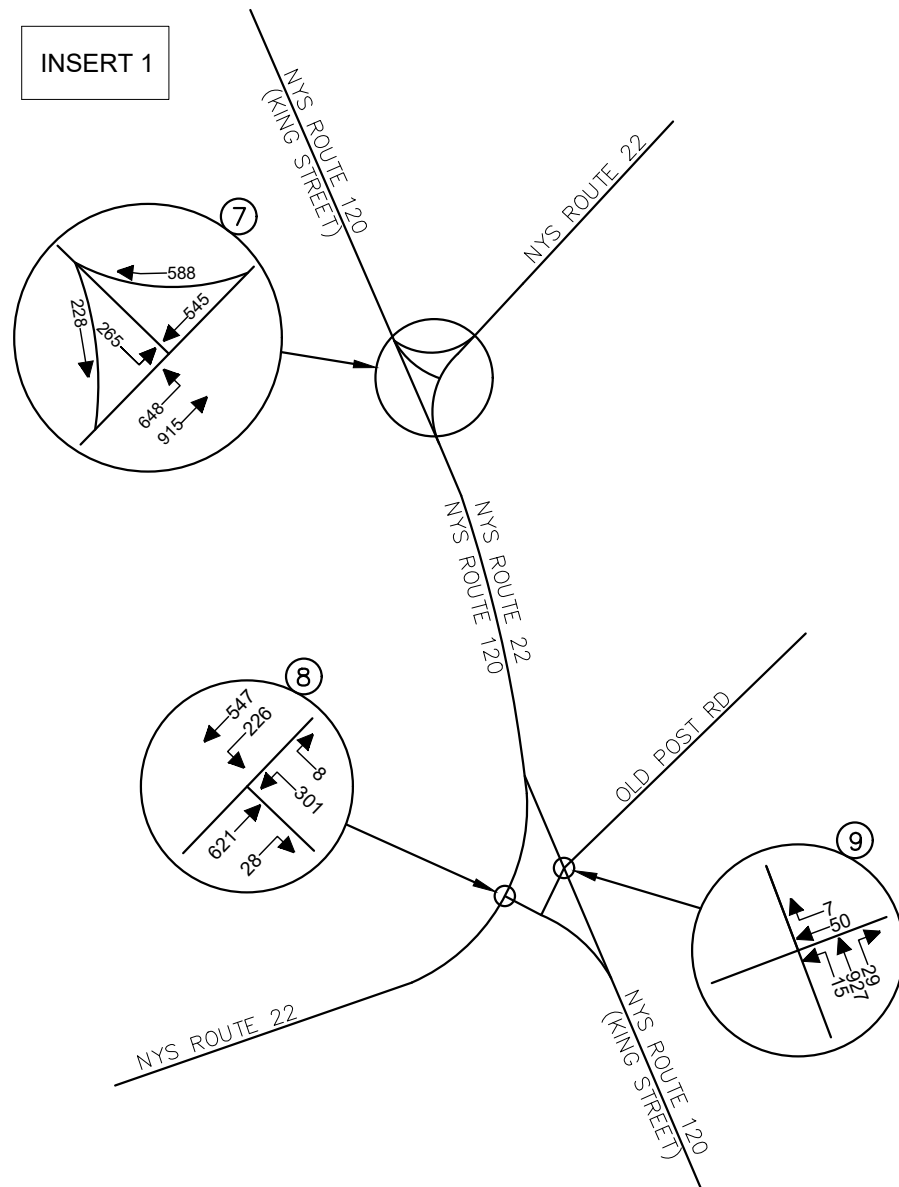 INSERT 1
NYS ROUTE 120
(KING STREET)
NYS ROUTE 22
7
588
545
228
265
648
915
NYS ROUTE 22
NYS ROUTE 120
8
547
226
8
301
621
28
OLD POST RD
9
7
50
29
927
15
NYS ROUTE 22
NYS ROUTE 120
(KING STREET)